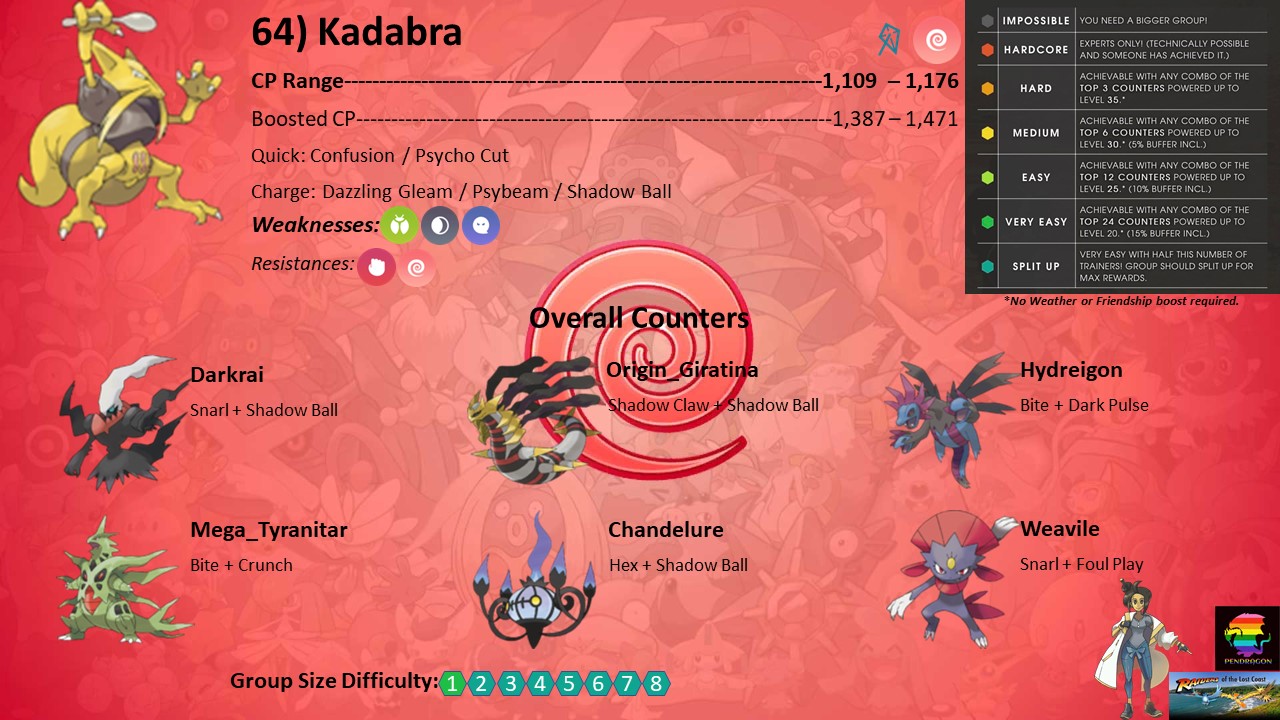 64) Kadabra
CP Range--------------------------------------------------------------------1,109 – 1,176
Boosted CP--------------------------------------------------------------------1,387 – 1,471
Quick: Confusion / Psycho Cut
Charge: Dazzling Gleam / Psybeam / Shadow Ball
Weaknesses:
Resistances:
IMPOSSIBLE YOU NEED A BIGGER GROUP!
HARDCORE EXPERTS ONLY! (TECHNICALLY POSSIBLE
AND SOMEONE HAS ACHIEVED IT.)
HARD ACHIEVABLE WITH ANY COMBO OF THE
TOP 3 COUNTERS POWERED UP TO
LEVEL 35.*
MEDIUM ACHIEVABLE WITH ANY COMBO OF THE
TOP 6 COUNTERS POWERED UP TO
LEVEL 30.* (5% BUFFER INCL.)
EASY ACHIEVABLE WITH ANY COMBO OF THE
TOP 12 COUNTERS POWERED UP TO
LEVEL 25.* (10% BUFFER INCL.)
VERY EASY ACHIEVABLE WITH ANY COMBO OF THE
TOP 24 COUNTERS POWERED UP TO
LEVEL 20.* (15% BUFFER INCL.)
SPLIT UP VERY EASY WITH HALF THIS NUMBER OF
TRAINERS! GROUP SHOULD SPLIT UP FOR
MAX REWARDS.
*No Weather or Friendship boost required.
Overall Counters
Darkrai
Snarl + Shadow Ball
Origin_Giratina
Shadow Claw + Shadow Ball
Hydreigon
Bite + Dark Pulse
Mega_Tyranitar
Bite + Crunch
Chandelure
Hex + Shadow Ball
Weavile
Snarl + Foul Play
Group Size Difficulty: 1 2 3 4 5 6 7 8
PENDROGON
RAIDERS of the Lost Coast